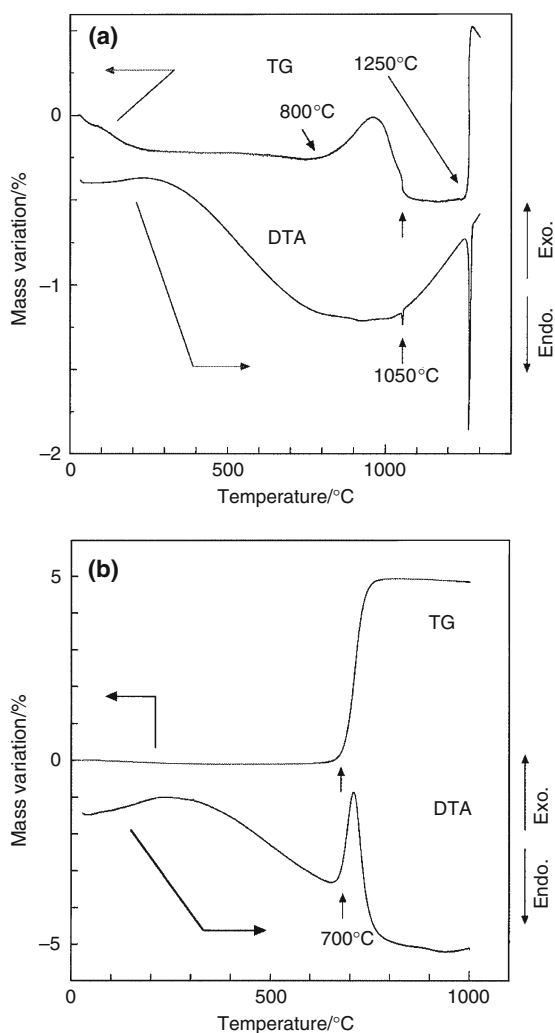 (a)
TG
1250°C
800°C
0
DTA
−1
1050°C
−2
Mass variation/%
Exo.
Endo.
0
500
1000
Temperature/°C
(b)
5
TG
0
DTA
700°C
−5
Mass variation/%
Exo.
Endo.
0
500
1000
Temperature/°C